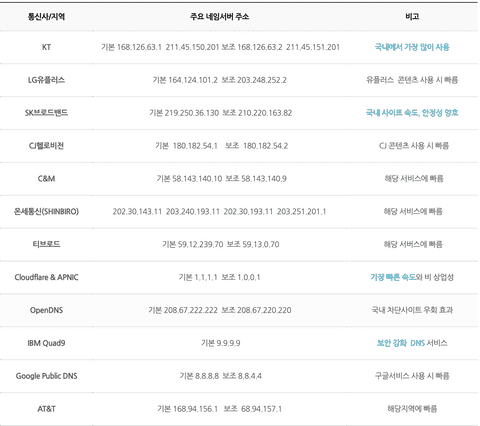 통신사/지역 주요 네임서버 주소 비고
KT 기본 168.126.63.1 211.45.150.201 보조 168.126.63.2 211.45.151.201 국내에서 가장 많이 사용
LG유플러스 기본 164.124.101.2 보조 203.248.252.2 유플러스 콘텐츠 사용 시 빠름
SK브로드밴드 기본 219.250.36.130 보조 210.220.163.82 국내 사이트 속도, 안정성 양호
CJ헬로비전 기본 180.182.54.1 보조 180.182.54.2 CJ 콘텐츠 사용 시 빠름
C&M 기본 58.143.140.10 보조 58.143.140.9 해당 서비스에 빠름
온세통신(SHINBIRO) 202.30.143.11 203.240.193.11 202.30.193.11 203.251.201.1 해당 서비스에 빠름
티브로드 기본 59.12.239.70 보조 59.13.0.70 해당 서버스에 빠름
Cloudflare & APNIC 기본 1.1.1.1 보조 1.0.0.1 가장 빠른 속도와 비 상업성
OpenDNS 기본 208.67.222.222 보조 208.67.220.220 국내 차단사이트 우회 효과
IBM Quad9 기본 9.9.9.9 보안 강화 DNS 서비스
Google Public DNS 기본 8.8.8.8 보조 8.8.4.4 구글서비스 사용 시 빠름
AT&T 기본 168.94.156.1 보조 68.94.157.1 해당지역에 빠름